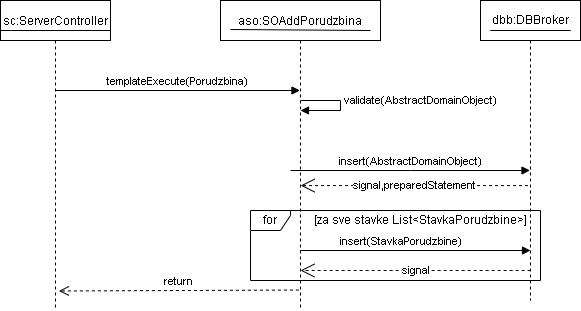 sc:ServerController
aso:SOAddPorudzbina
dbb:DBBroker
templateExecute(Porudzbina)
validate(AbstractDomainObject)
insert(AbstractDomainObject)
signal,preparedStatement
for
[za sve stavke List<StavkaPorudzbine>]
insert(StavkaPorudzbine)
signal
return